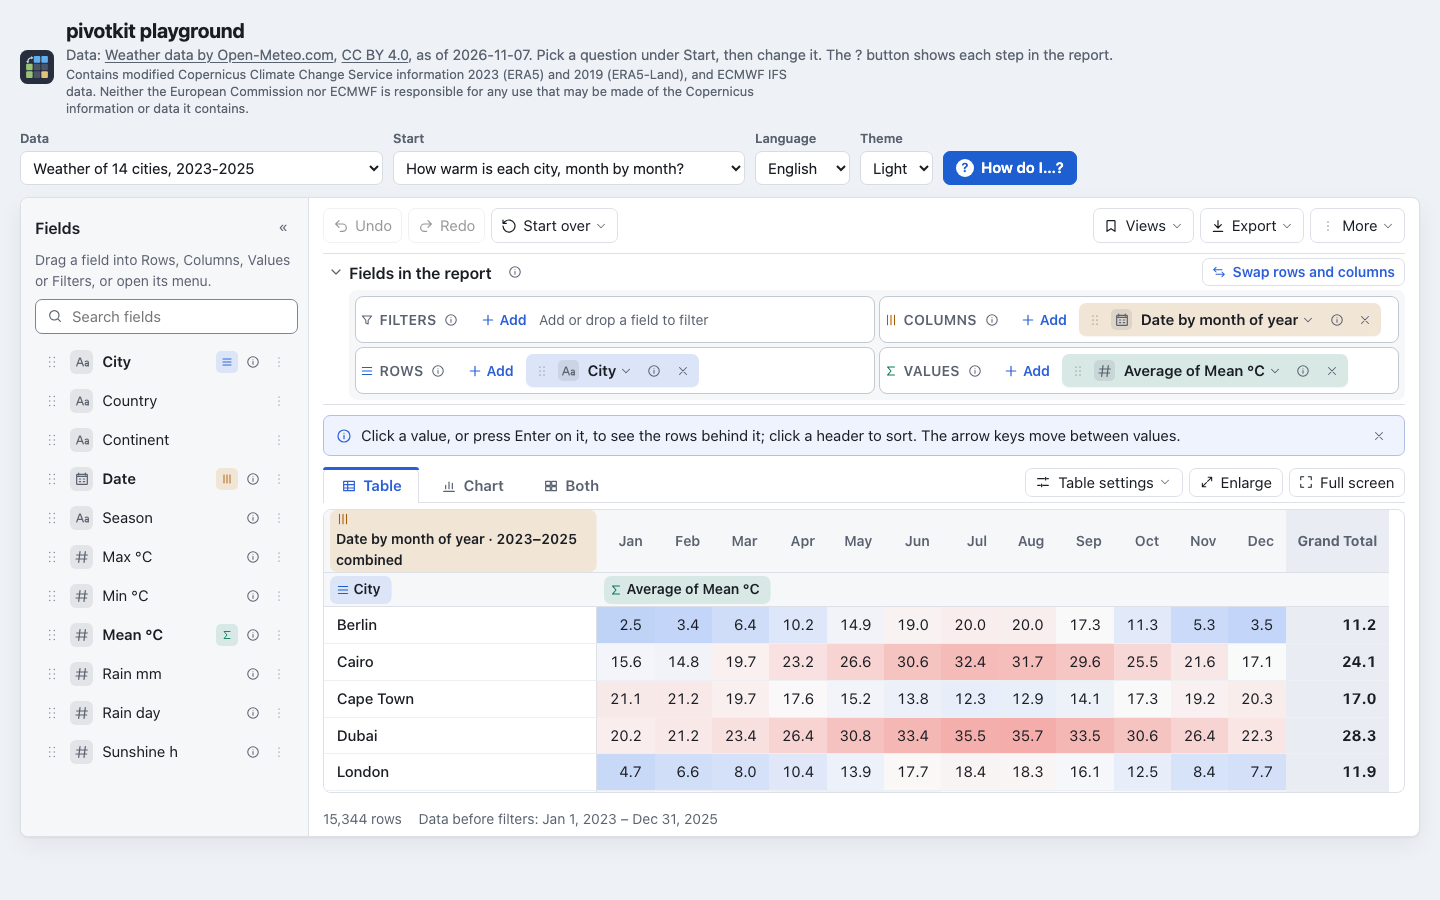 pivotkit playground
Data: Weather data by Open-Meteo.com, CC BY 4.0, as of 2026-11-07. Pick a question under Start, then change it. The ? button shows each step in the report.
Contains modified Copernicus Climate Change Service information 2023 (ERA5) and 2019 (ERA5-Land), and ECMWF IFS
data. Neither the European Commission nor ECMWF is responsible for any use that may be made of the Copernicus
information or data it contains.
Data Start Language Theme
Weather of 14 cities, 2023-2025 How warm is each city, month by month? English Light ? How do I...?
Fields «
Drag a field into Rows, Columns, Values
or Filters, or open its menu.
Search fields
Aa City
Aa Country
Aa Continent
Date
Aa Season
# Max °C
# Min °C
# Mean °C Σ
# Rain mm
# Rain day
# Sunshine h
Undo Redo Start over Views Export More
Fields in the report Swap rows and columns
FILTERS + Add Add or drop a field to filter
COLUMNS + Add Date by month of year
ROWS + Add Aa City
Σ VALUES + Add # Average of Mean °C
Click a value, or press Enter on it, to see the rows behind it; click a header to sort. The arrow keys move between values.
Table Chart Both Table settings Enlarge Full screen
Date by month of year · 2023–2025
combined
Jan Feb Mar Apr May Jun Jul Aug Sep Oct Nov Dec Grand Total
City Σ Average of Mean °C
Berlin 2.5 3.4 6.4 10.2 14.9 19.0 20.0 20.0 17.3 11.3 5.3 3.5 11.2
Cairo 15.6 14.8 19.7 23.2 26.6 30.6 32.4 31.7 29.6 25.5 21.6 17.1 24.1
Cape Town 21.1 21.2 19.7 17.6 15.2 13.8 12.3 12.9 14.1 17.3 19.2 20.3 17.0
Dubai 20.2 21.2 23.4 26.4 30.8 33.4 35.5 35.7 33.5 30.6 26.4 22.3 28.3
London 4.7 6.6 8.0 10.4 13.9 17.7 18.4 18.3 16.1 12.5 8.4 7.7 11.9
15,344 rows Data before filters: Jan 1, 2023 – Dec 31, 2025